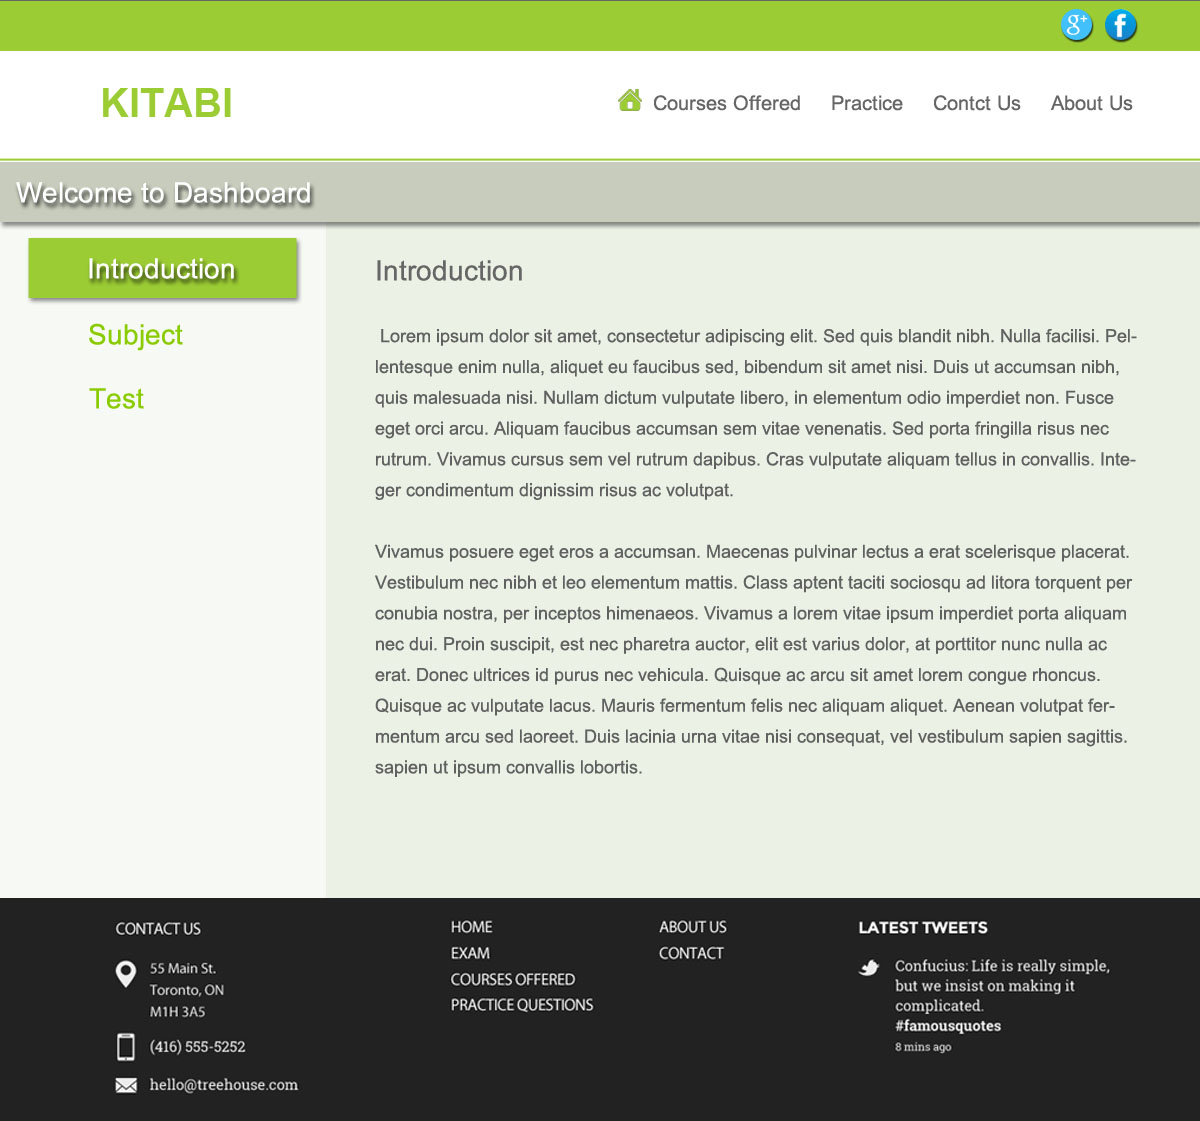 g+ f
KITABI
Courses Offered Practice Contct Us About Us
Welcome to Dashboard
Introduction
Subject
Test
Introduction
Lorem ipsum dolor sit amet, consectetur adipiscing elit. Sed quis blandit nibh. Nulla facilisi. Pel-
lentesque enim nulla, aliquet eu faucibus sed, bibendum sit amet nisi. Duis ut accumsan nibh,
quis malesuada nisi. Nullam dictum vulputate libero, in elementum odio imperdiet non. Fusce
eget orci arcu. Aliquam faucibus accumsan sem vitae venenatis. Sed porta fringilla risus nec
rutrum. Vivamus cursus sem vel rutrum dapibus. Cras vulputate aliquam tellus in convallis. Inte-
ger condimentum dignissim risus ac volutpat.
Vivamus posuere eget eros a accumsan. Maecenas pulvinar lectus a erat scelerisque placerat.
Vestibulum nec nibh et leo elementum mattis. Class aptent taciti sociosqu ad litora torquent per
conubia nostra, per inceptos himenaeos. Vivamus a lorem vitae ipsum imperdiet porta aliquam
nec dui. Proin suscipit, est nec pharetra auctor, elit est varius dolor, at porttitor nunc nulla ac
erat. Donec ultrices id purus nec vehicula. Quisque ac arcu sit amet lorem congue rhoncus.
Quisque ac vulputate lacus. Mauris fermentum felis nec aliquam aliquet. Aenean volutpat fer-
mentum arcu sed laoreet. Duis lacinia urna vitae nisi consequat, vel vestibulum sapien sagittis.
sapien ut ipsum convallis lobortis.
CONTACT US
55 Main St.
Toronto, ON
M1H 3A5
(416) 555-5252
hello@treehouse.com
HOME
EXAM
COURSES OFFERED
PRACTICE QUESTIONS
ABOUT US
CONTACT
LATEST TWEETS
Confucius: Life is really simple,
but we insist on making it
complicated.
#famousquotes
8 mins ago